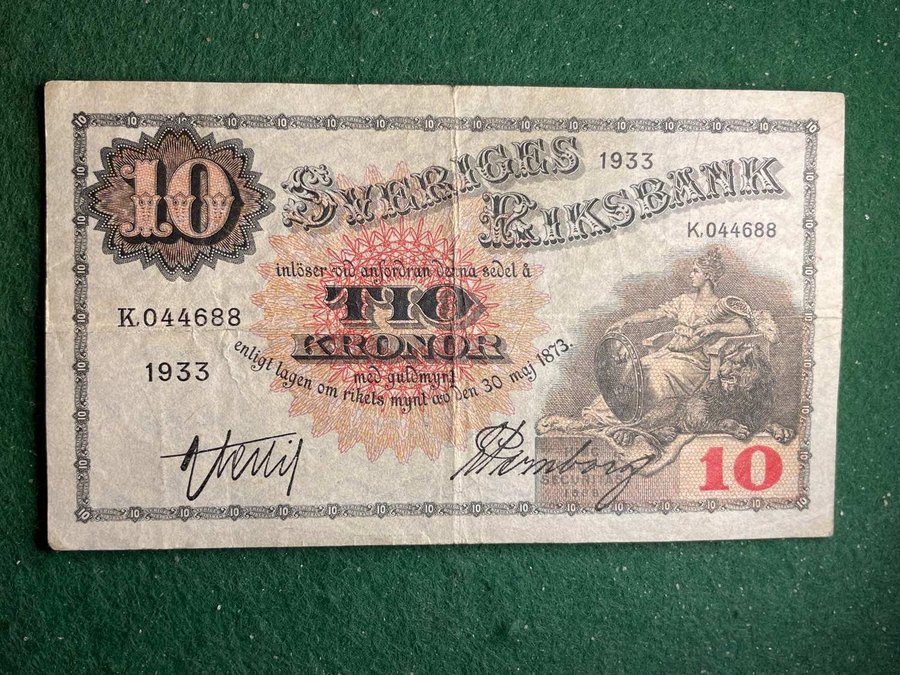 10
SVERIGES 1933
RIKSBANK
K,044688
inlöser vid anfordran denna sedel å
TIO
KRONOR
K,044688
1933
med guldmynt
enligt lagen om rikets mynt av den 30 maj 1873.
10